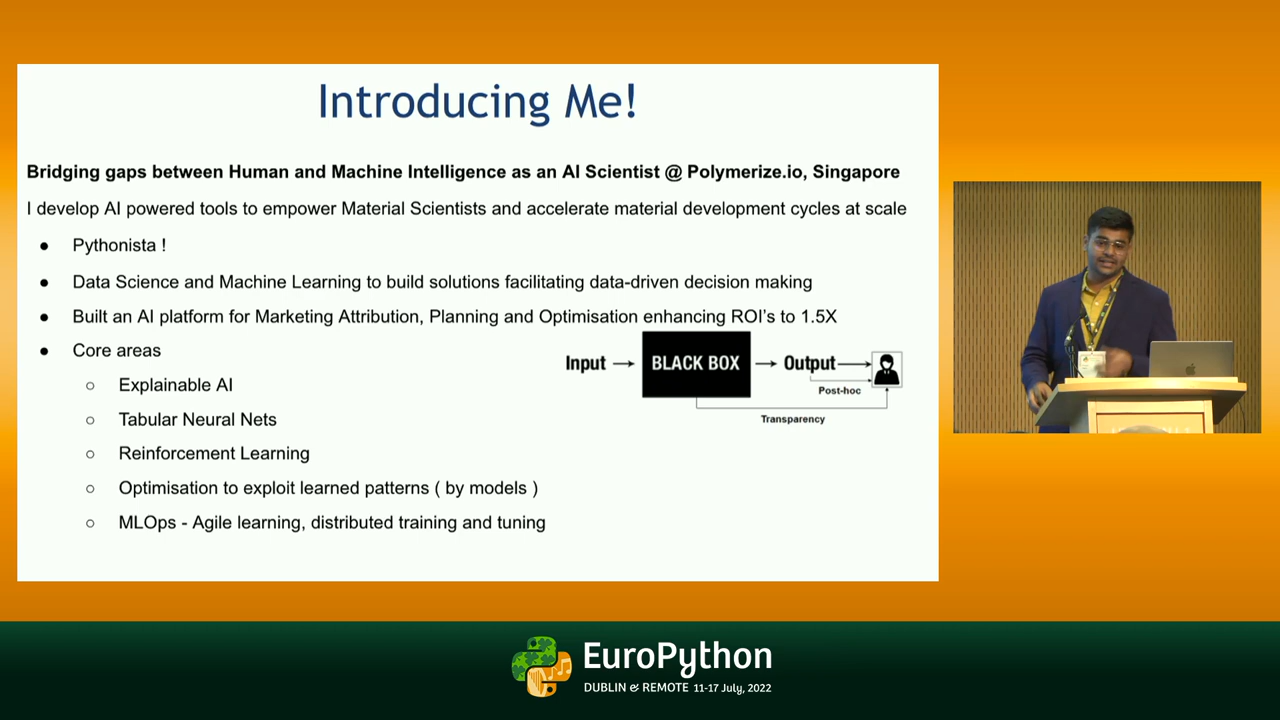 Introducing Me!
Bridging gaps between Human and Machine Intelligence as an AI Scientist @ Polymerize.io, Singapore
I develop AI powered tools to empower Material Scientists and accelerate material development cycles at scale
● Pythonista !
● Data Science and Machine Learning to build solutions facilitating data-driven decision making
● Built an AI platform for Marketing Attribution, Planning and Optimisation enhancing ROI's to 1.5X
● Core areas
○ Explainable AI
○ Tabular Neural Nets
○ Reinforcement Learning
○ Optimisation to exploit learned patterns ( by models )
○ MLOps - Agile learning, distributed training and tuning
Input → BLACK BOX → Output
Post-hoc
Transparency
EuroPython
DUBLIN & REMOTE 11-17 July, 2022